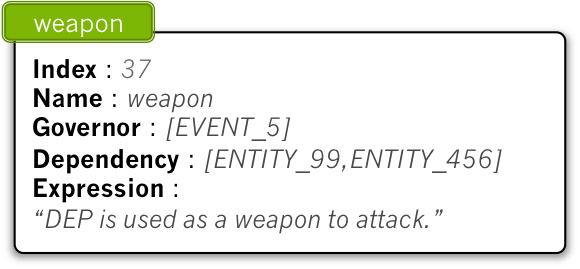 weapon
Index : 37
Name : weapon
Governor : [EVENT_5]
Dependency : [ENTITY_99,ENTITY_456]
Expression :
“DEP is used as a weapon to attack.”